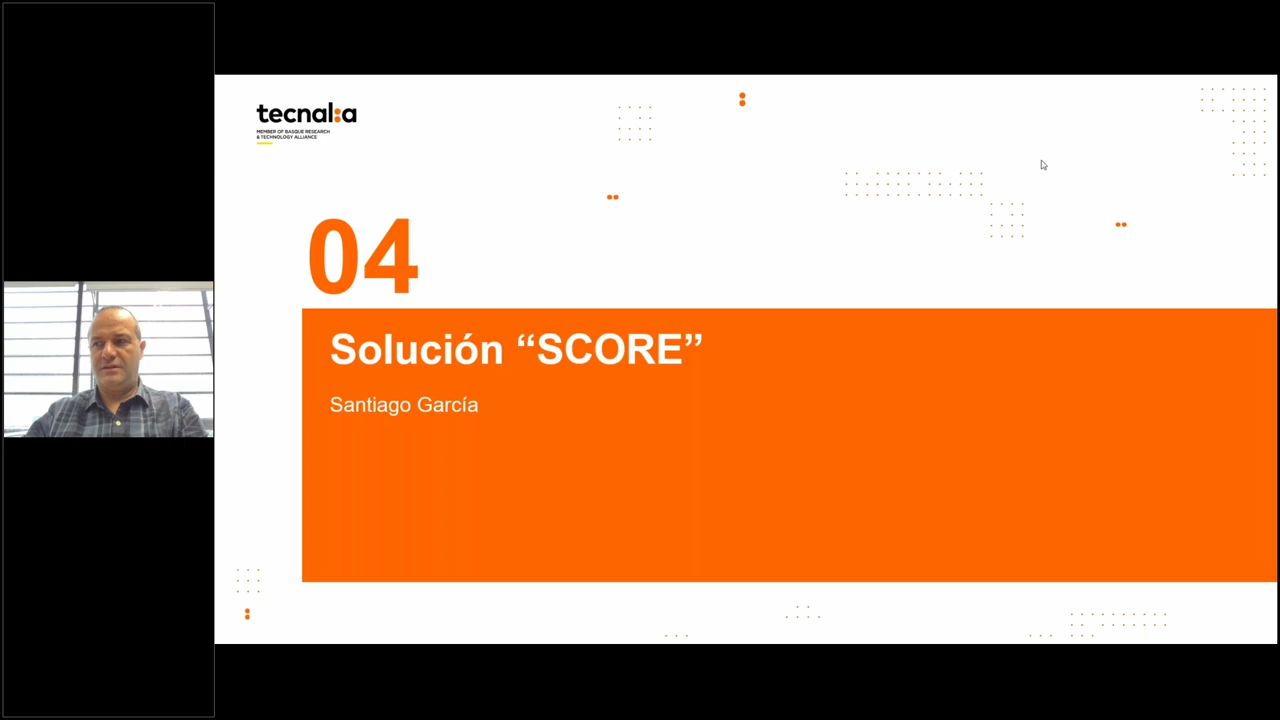 tecnal:a
MEMBER OF BASQUE RESEARCH
& TECHNOLOGY ALLIANCE
04
Solución “SCORE”
Santiago García